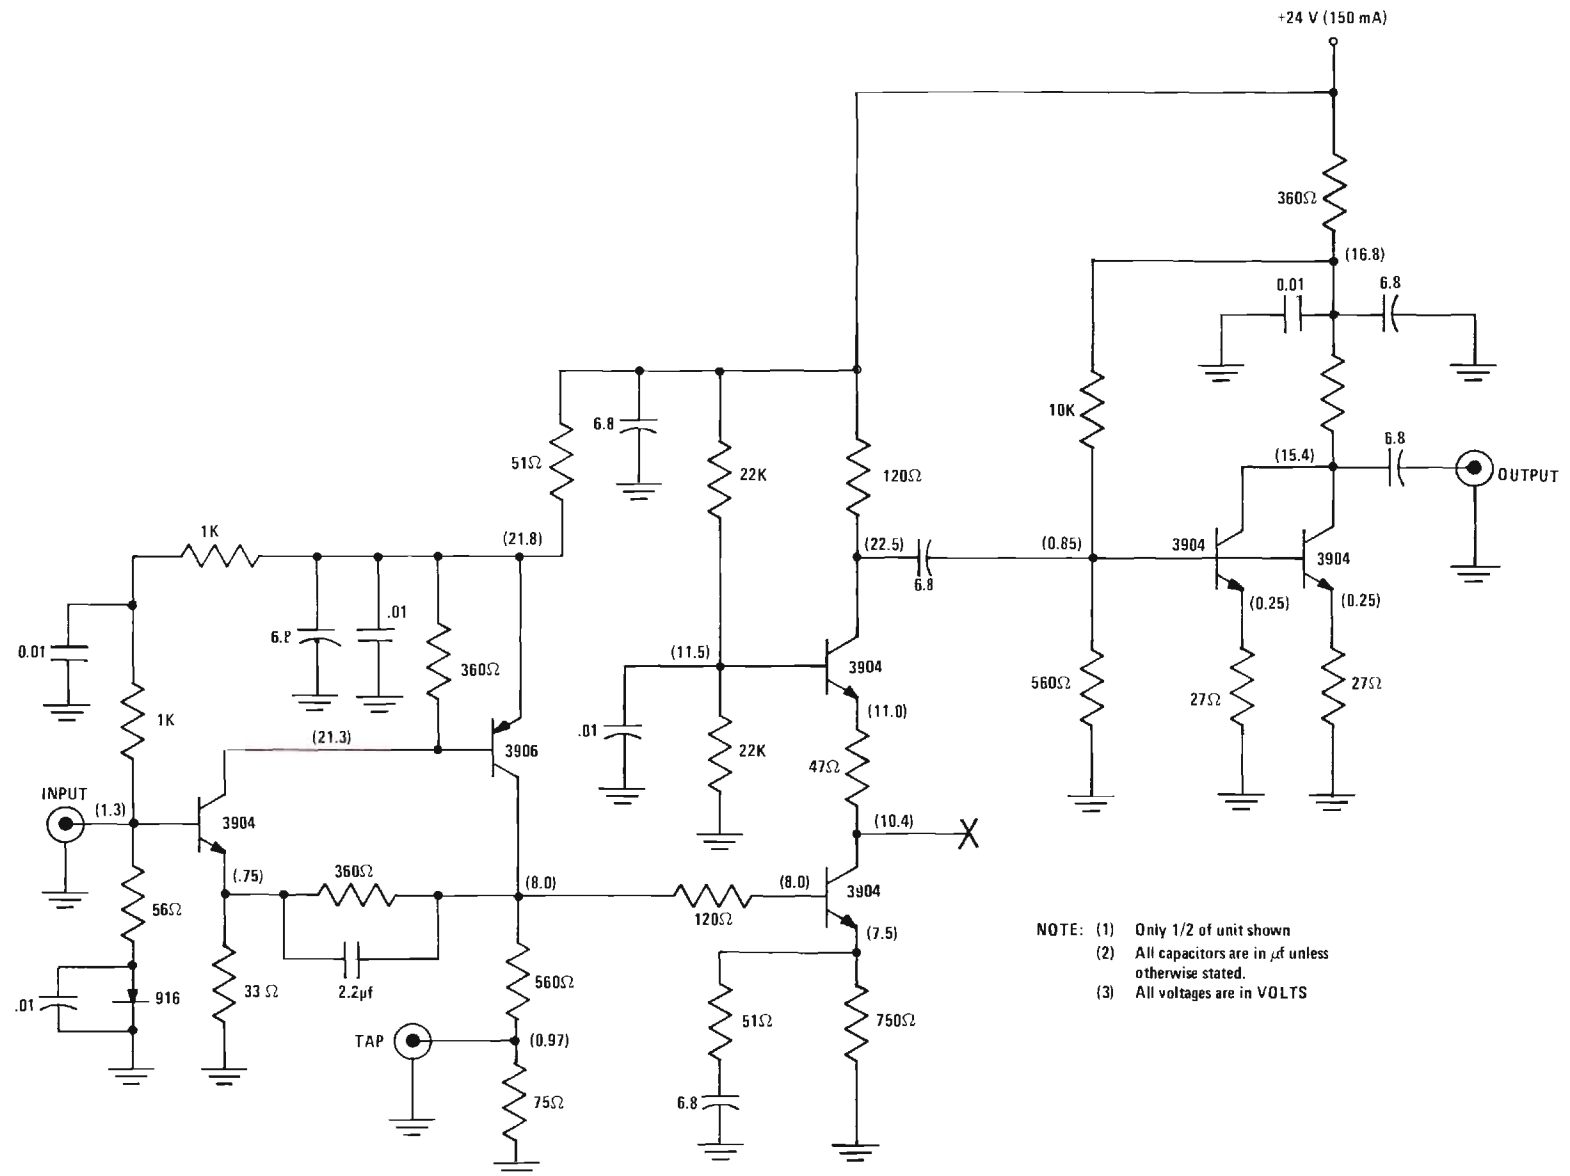 +24 V (150 mA)
360Ω
(16.8)
0.01
6.8
10K
6.8
51Ω
22K
120Ω
(15.4)
6.8
OUTPUT
1K
(21.8)
(22.5)
6.8
(0.85)
3904
3904
(0.25)
(0.25)
.01
0.01
360Ω
(11.5)
3904
560Ω
27Ω
27Ω
1K
(21.3)
3906
.01
22K
(11.0)
47Ω
INPUT
(1.3)
3904
(10.4)
X
(.75)
360Ω
(8.0)
(8.0)
3904
56Ω
120Ω
(7.5)
NOTE: (1) Only 1/2 of unit shown
(2) All capacitors are in μf unless
otherwise stated.
(3) All voltages are in VOLTS
.01
916
33 Ω
2.2μf
560Ω
51Ω
750Ω
TAP
(0.97)
75Ω
6.8